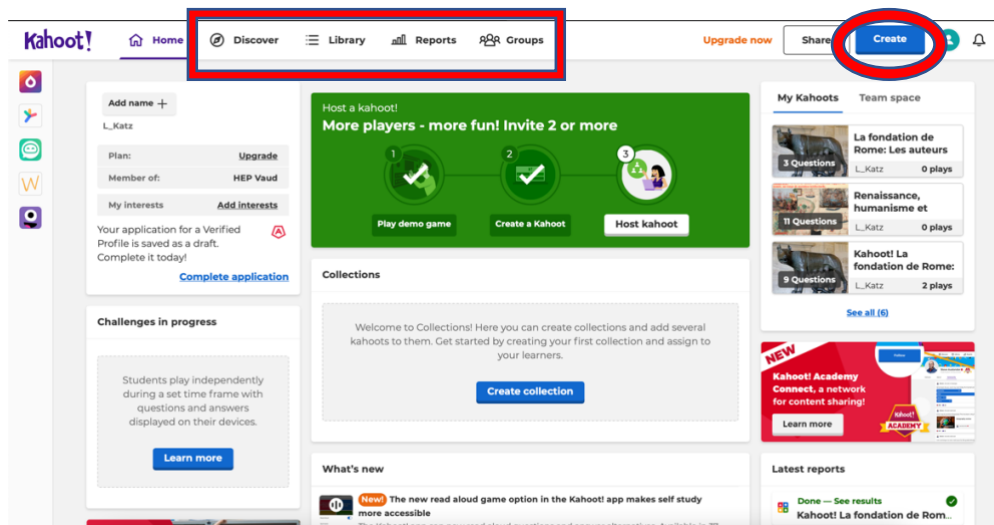 Kahoot!
Home
Discover
Library
Reports
Groups
Upgrade now
Share
Create
Add name +
L_Katz
Plan: Upgrade
Member of: HEP Vaud
My interests Add interests
Your application for a Verified
Profile is saved as a draft.
Complete it today!
Complete application
Challenges in progress
Students play independently
during a set time frame with
questions and answers
displayed on their devices.
Learn more
Host a kahoot!
More players - more fun! Invite 2 or more
1
2
3
Play demo game
Create a Kahoot
Host kahoot
Collections
Welcome to Collections! Here you can create collections and add several
kahoots to them. Get started by creating your first collection and assign to
your learners.
Create collection
What's new
New! The new read aloud game option in the Kahoot! app makes self study
more accessible
My Kahoots Team space
La fondation de
Rome: Les auteurs
3 Questions
L_Katz 0 plays
Renaissance,
humanisme et
11 Questions
L_Katz 0 plays
Kahoot! La
fondation de Rome:
9 Questions
L_Katz 2 plays
See all (6)
NEW
Kahoot! Academy
Connect, a network
for content sharing!
Learn more
Kahoot!
ACADEMY
Latest reports
Done — See results
Kahoot! La fondation de Rom...